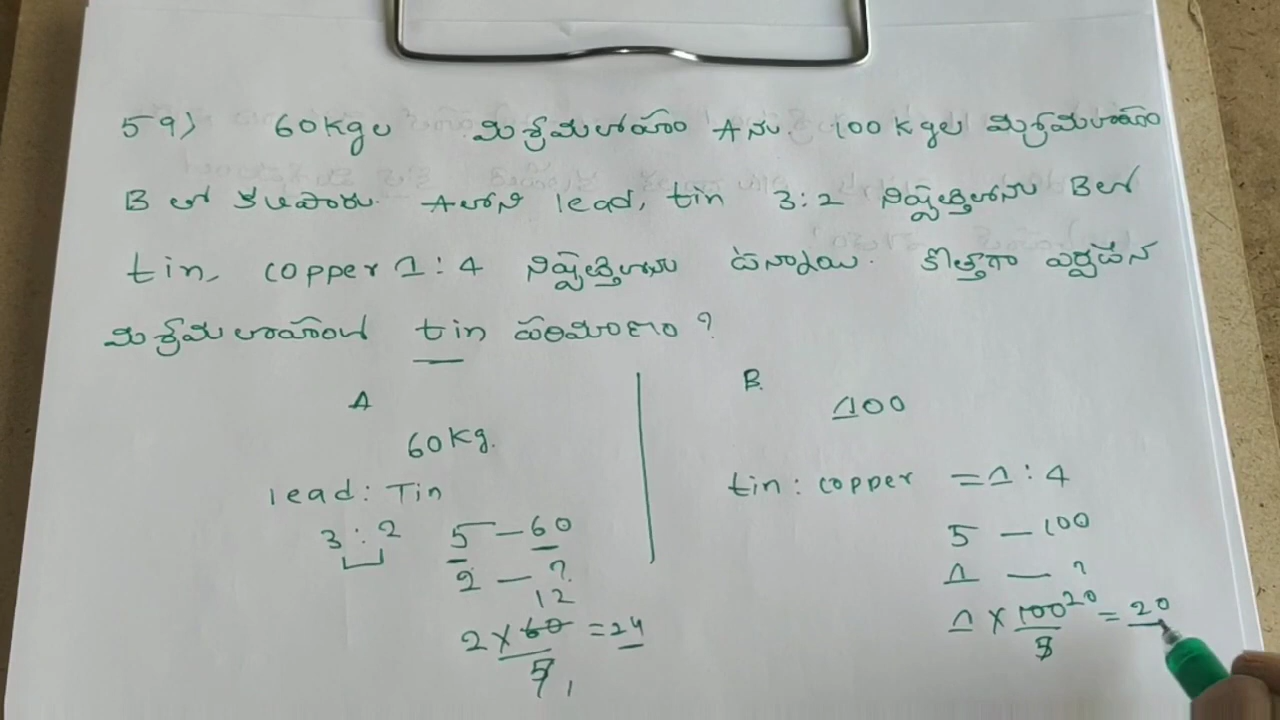 59) 60Kgల మిశ్రమలోహం A ను. 100 Kgల మిశ్రమలోహం
B లో కలిపారు. A లోని lead, tin 3:2 నిష్పత్తిలోను B లో
tin, copper 1:4 నిష్పత్తిలోను ఉన్నాయి. కొత్తగా ఏర్పడిన
మిశ్రమలోహంలో tin పరిమాణం?
A
60Kg.
lead: Tin
3:2 5 — 60
2 — ?
12
2 × 60 = 24
5
1
B.
100
tin: copper = 1:4
5 — 100
1 — ?
1 × 100 20 = 20
5